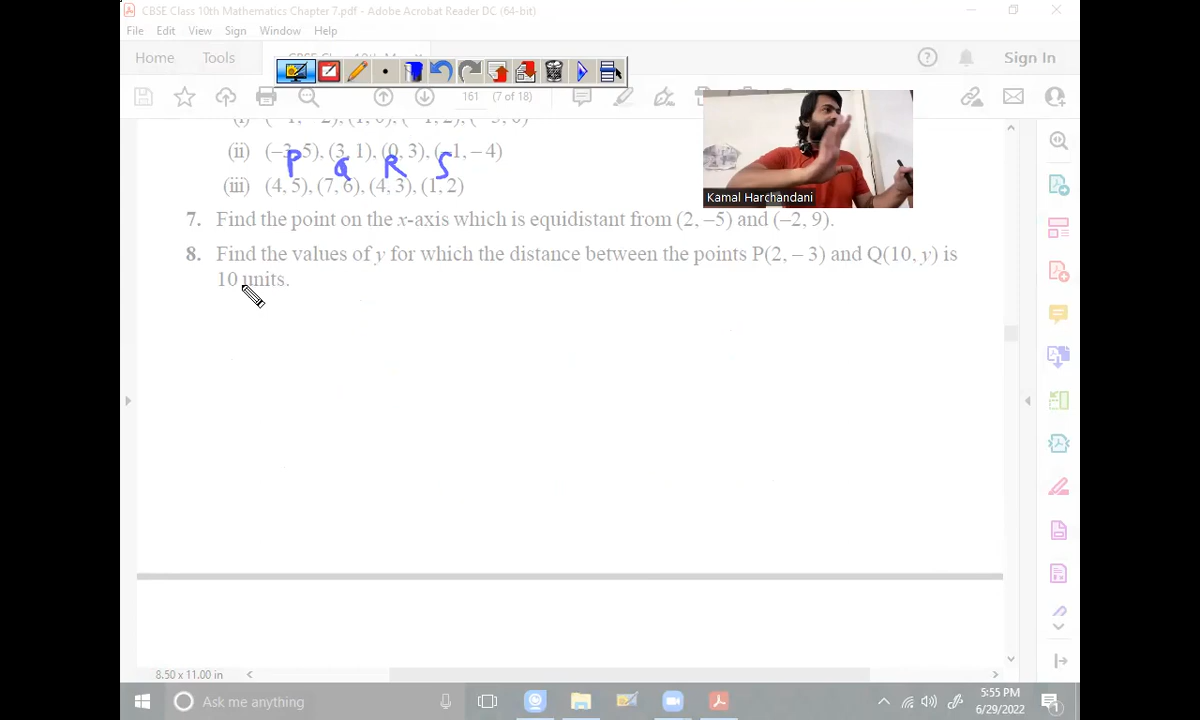 CBSE Class 10th Mathematics Chapter 7.pdf - Adobe Acrobat Reader DC (64-bit)
File Edit View Sign Window Help
Home Tools
Sign In
161 (7 of 18)
(ii) (−3, 5), (3, 1), (0, 3), (−1, − 4)
P Q R S
(iii) (4, 5), (7, 6), (4, 3), (1, 2)
7. Find the point on the x-axis which is equidistant from (2, −5) and (−2, 9).
8. Find the values of y for which the distance between the points P(2, − 3) and Q(10, y) is
10 units.
Kamal Harchandani
8.50 x 11.00 in
Ask me anything
5:55 PM
6/29/2022
1